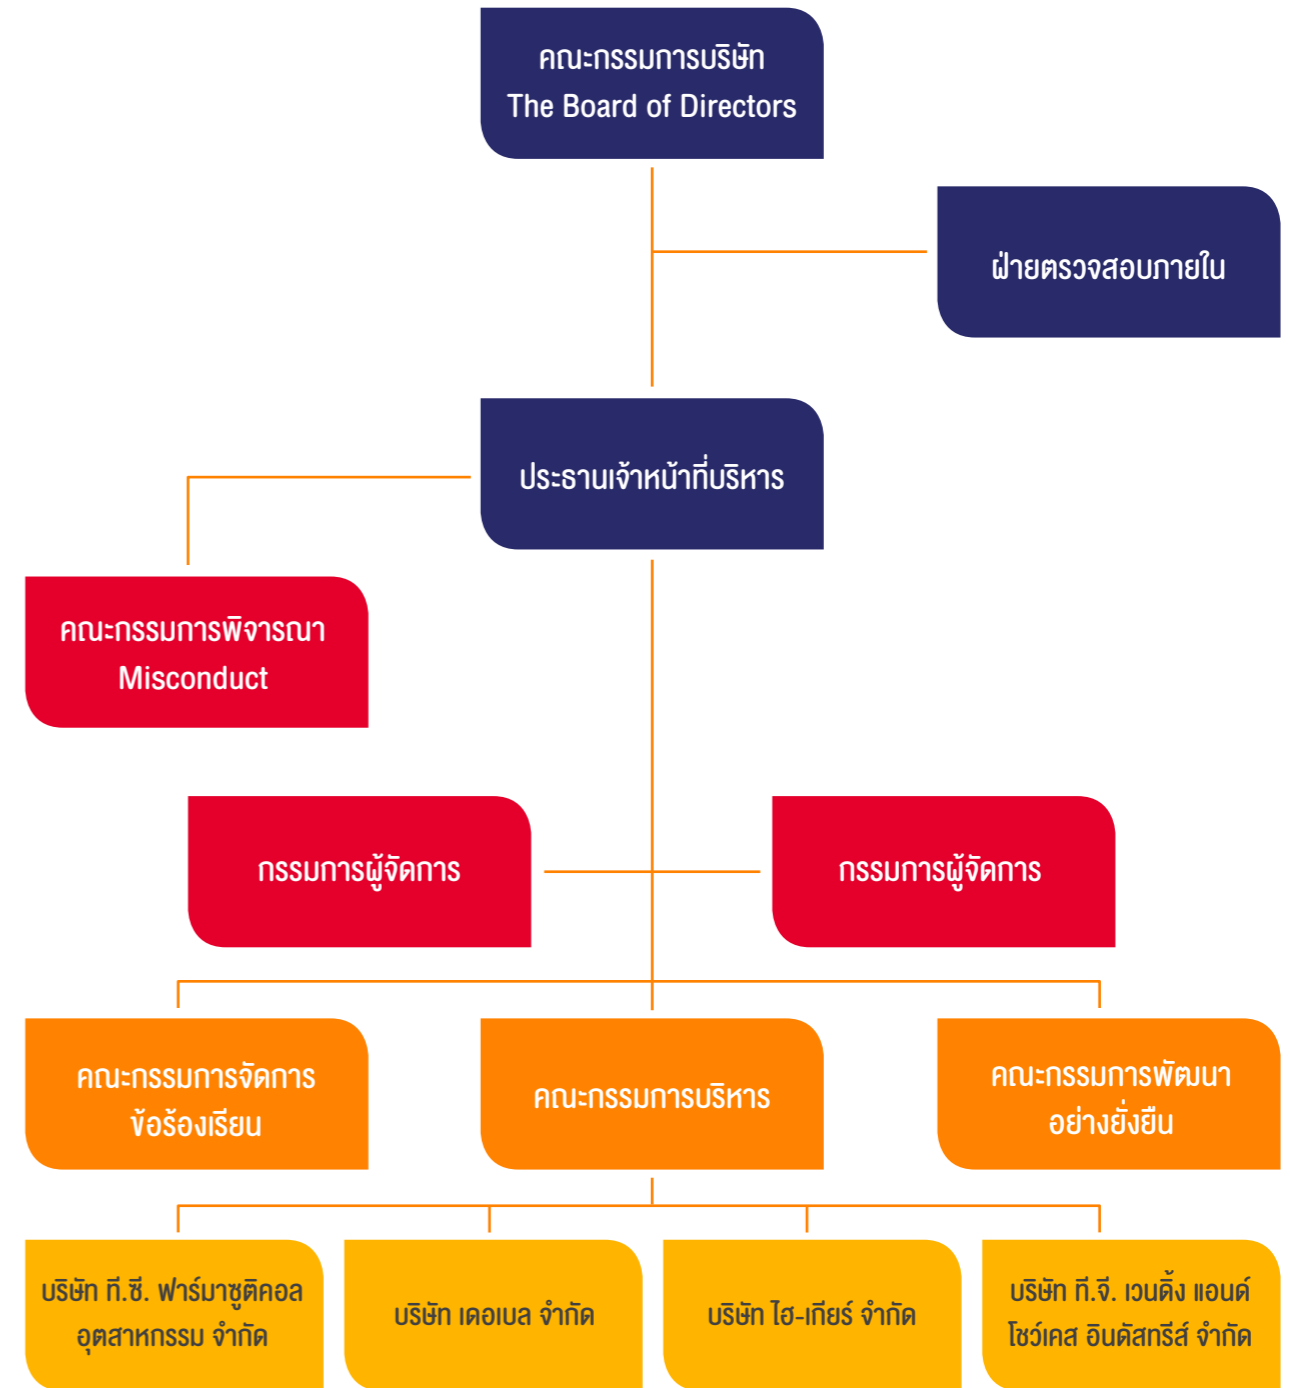 คณะกรรมการบริษัท
The Board of Directors
ฝ่ายตรวจสอบภายใน
ประธานเจ้าหน้าที่บริหาร
คณะกรรมการพิจารณา
Misconduct
กรรมการผู้จัดการ
กรรมการผู้จัดการ
คณะกรรมการจัดการ
ข้อร้องเรียน
คณะกรรมการบริหาร
คณะกรรมการพัฒนา
อย่างยั่งยืน
บริษัท ที.ซี. ฟาร์มาซูติคอล
อุตสาหกรรม จำกัด
บริษัท เดอเบล จำกัด
บริษัท ไฮ-เกียร์ จำกัด
บริษัท ที.จี. เวนดิ้ง แอนด์
โชว์เคส อินดัสทรีส์ จำกัด